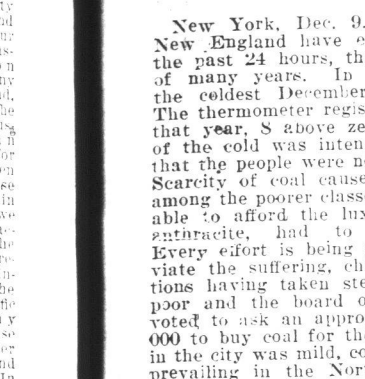 New York, Dec. 9.
New England have
the past 24 hours, th
of many years. In
the coldest December
The thermometer regis
that year, 8 above ze
of the cold was inten
that the people were n
Scarcity of coal cause
among the poorer class
able to afford the lux
anthracite, had to
Every effort is being
viate the suffering, ch
tions having taken ste
poor and the board o
voted to ask an appro
000 to buy coal for th
in the city was mild, co
prevailing in the Nor